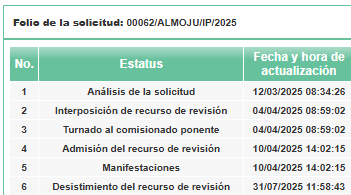 Folio de la solicitud: 00062/ALMOJU/IP/2025
No. Estatus Fecha y hora de actualización
1 Análisis de la solicitud 12/03/2025 08:34:26
2 Interposición de recurso de revisión 04/04/2025 08:59:02
3 Turnado al comisionado ponente 04/04/2025 08:59:02
4 Admisión del recurso de revisión 10/04/2025 14:02:15
5 Manifestaciones 10/04/2025 14:02:15
6 Desistimiento del recurso de revisión 31/07/2025 11:58:43